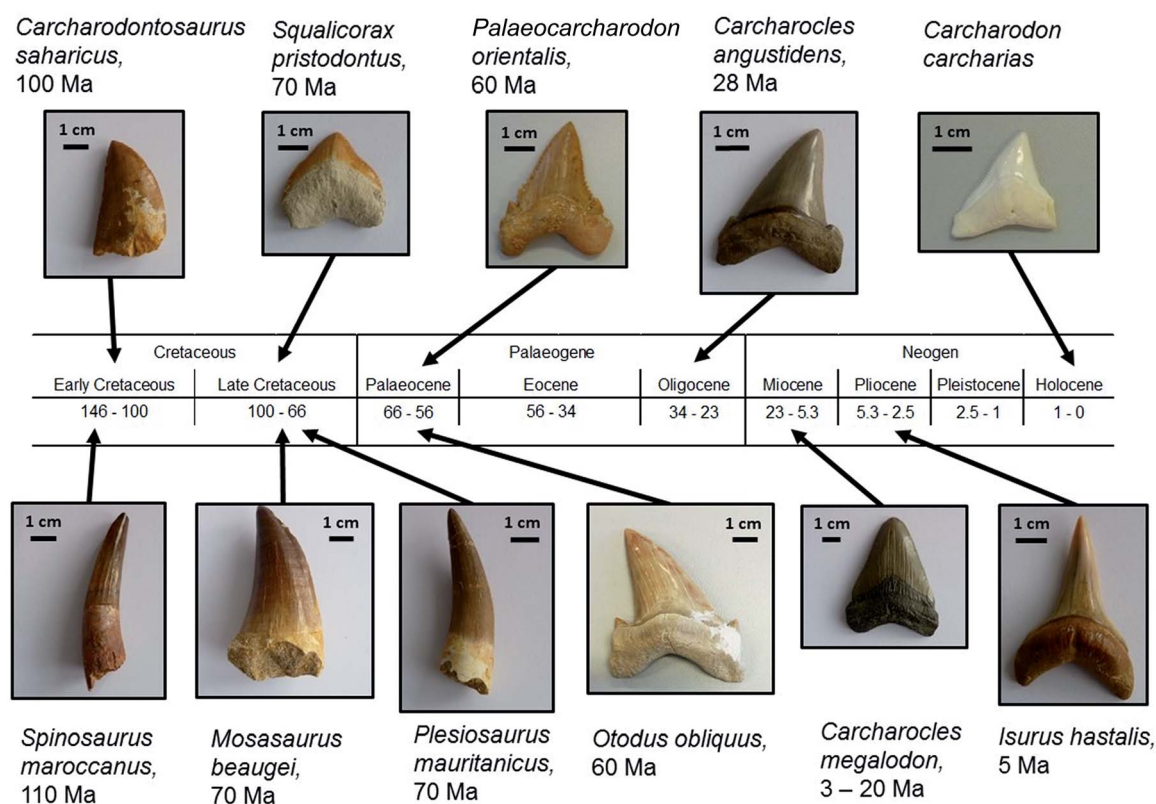 Carcharodontosaurus
saharicus,
100 Ma
Squalicorax
pristodontus,
70 Ma
Palaeocarcharodon
orientalis,
60 Ma
Carcharocles
angustidens,
28 Ma
Carcharodon
carcharias
1 cm
1 cm
1 cm
1 cm
1 cm
Cretaceous Palaeogene Neogen
Early Cretaceous Late Cretaceous Palaeocene Eocene Oligocene Miocene Pliocene Pleistocene Holocene
146 - 100 100 - 66 66 - 56 56 - 34 34 - 23 23 - 5.3 5.3 - 2.5 2.5 - 1 1 - 0
1 cm
1 cm
1 cm
1 cm
1 cm
1 cm
Spinosaurus
maroccanus,
110 Ma
Mosasaurus
beaugei,
70 Ma
Plesiosaurus
mauritanicus,
70 Ma
Otodus obliquus,
60 Ma
Carcharocles
megalodon,
3 – 20 Ma
Isurus hastalis,
5 Ma